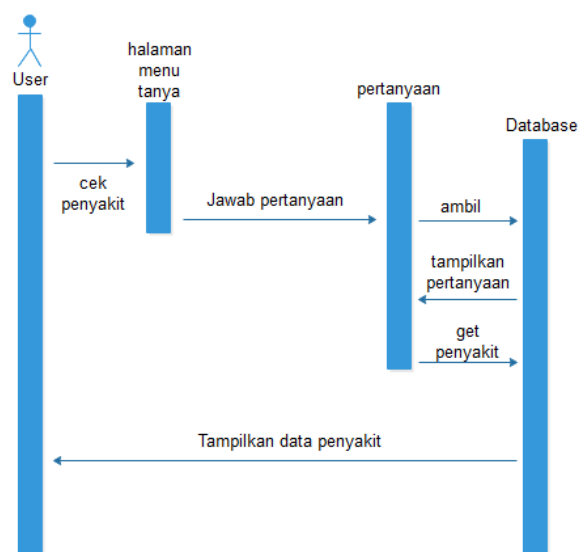 User
halaman
menu
tanya
pertanyaan
Database
cek
penyakit
Jawab pertanyaan
ambil
tampilkan
pertanyaan
get
penyakit
Tampilkan data penyakit